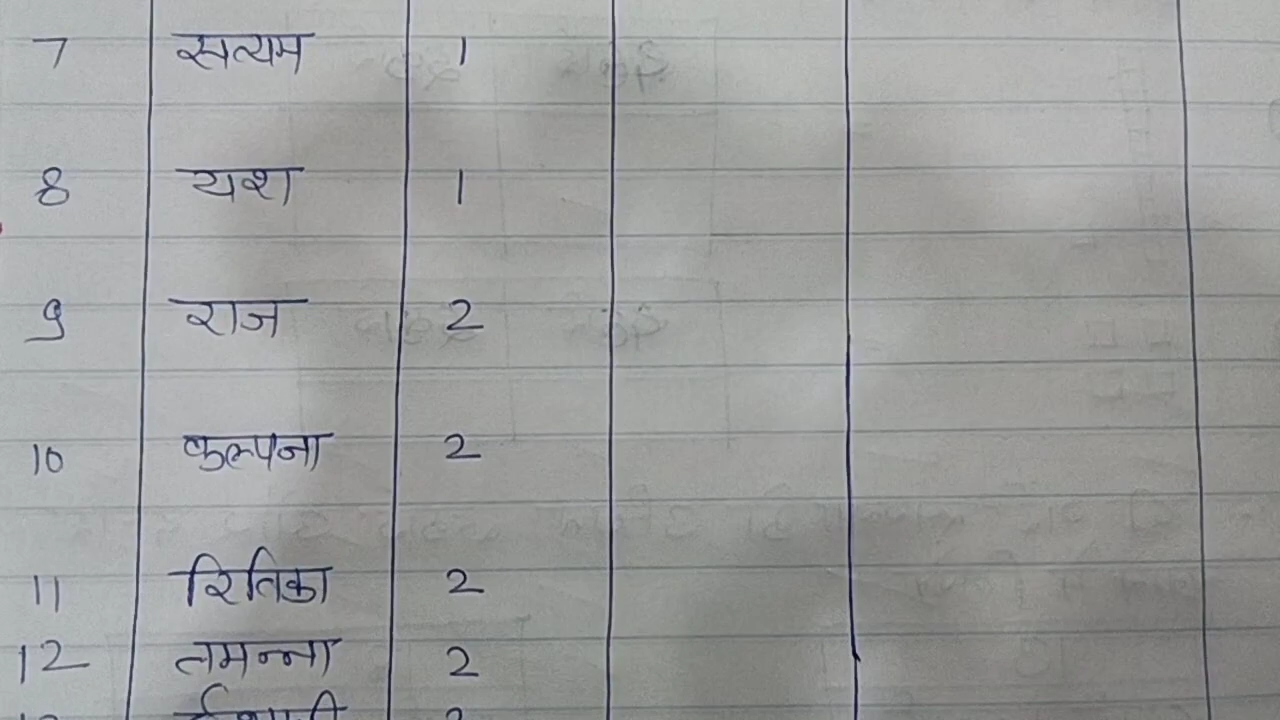 7 सत्यम 1
8 यश 1
9 राज 2
10 कल्पना 2
11 रितिका 2
12 तमन्ना 2